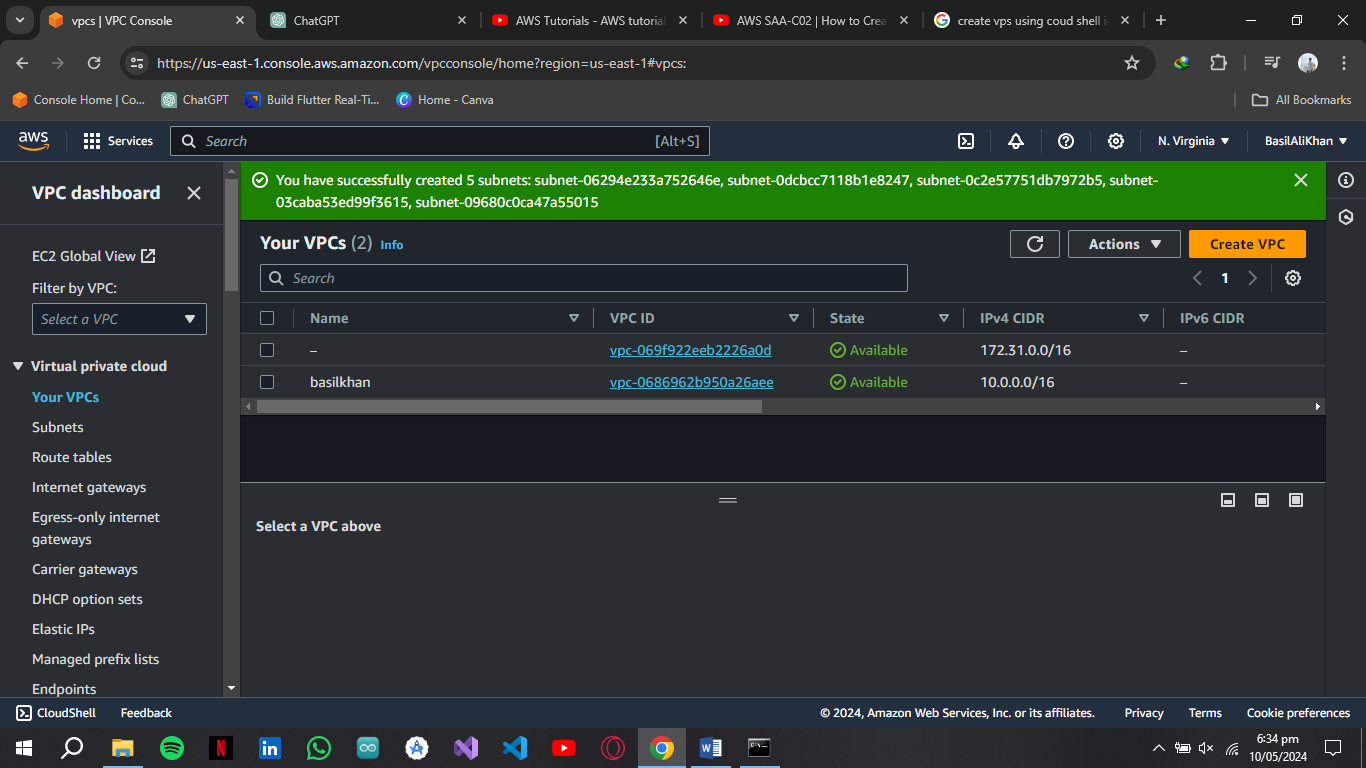 vpcs | VPC Console
ChatGPT
AWS Tutorials - AWS tutorial
AWS SAA-C02 | How to Crea
create vps using coud shell i
https://us-east-1.console.aws.amazon.com/vpcconsole/home?region=us-east-1#vpcs:
Console Home | Co...
ChatGPT
Build Flutter Real-Ti...
Home - Canva
All Bookmarks
aws
Services
Search
[Alt+S]
N. Virginia
BasilAliKhan
VPC dashboard
EC2 Global View
Filter by VPC:
Select a VPC
Virtual private cloud
Your VPCs
Subnets
Route tables
Internet gateways
Egress-only internet
gateways
Carrier gateways
DHCP option sets
Elastic IPs
Managed prefix lists
Endpoints
You have successfully created 5 subnets: subnet-06294e233a752646e, subnet-0dcbcc7118b1e8247, subnet-0c2e57751db7972b5, subnet-
03caba53ed99f3615, subnet-09680c0ca47a55015
Your VPCs (2) Info
Actions
Create VPC
Search
1
Name VPC ID State IPv4 CIDR IPv6 CIDR
– vpc-069f922eeb2226a0d Available 172.31.0.0/16 –
basilkhan vpc-0686962b950a26aee Available 10.0.0.0/16 –
Select a VPC above
CloudShell
Feedback
© 2024, Amazon Web Services, Inc. or its affiliates.
Privacy
Terms
Cookie preferences
6:34 pm
10/05/2024